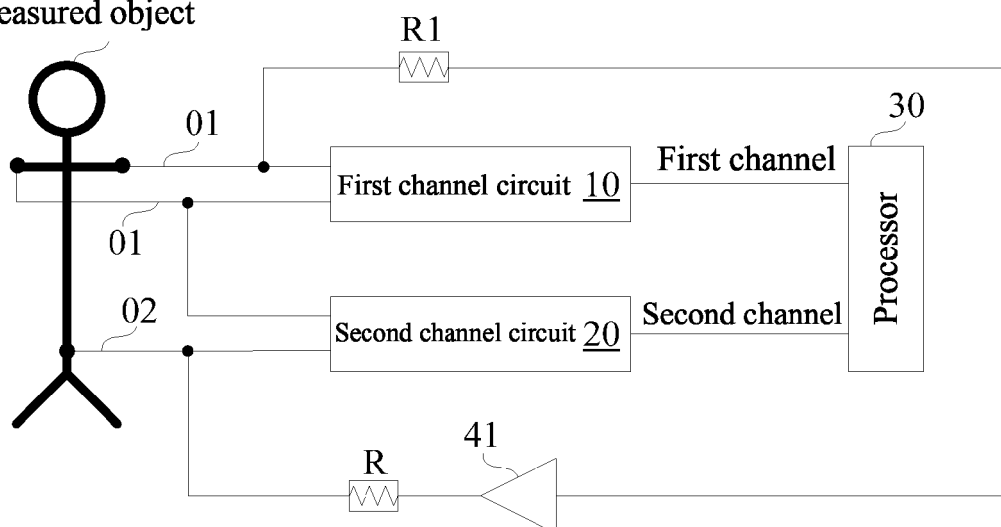 easured object
R1
01
30
First channel
First channel circuit 10
Processor
01
02
Second channel
Second channel circuit 20
41
R